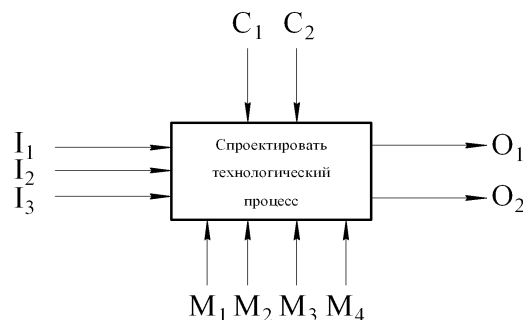 C1 C2
I1
I2
I3
Спроектировать
технологический
процесс
O1
O2
M1 M2 M3 M4